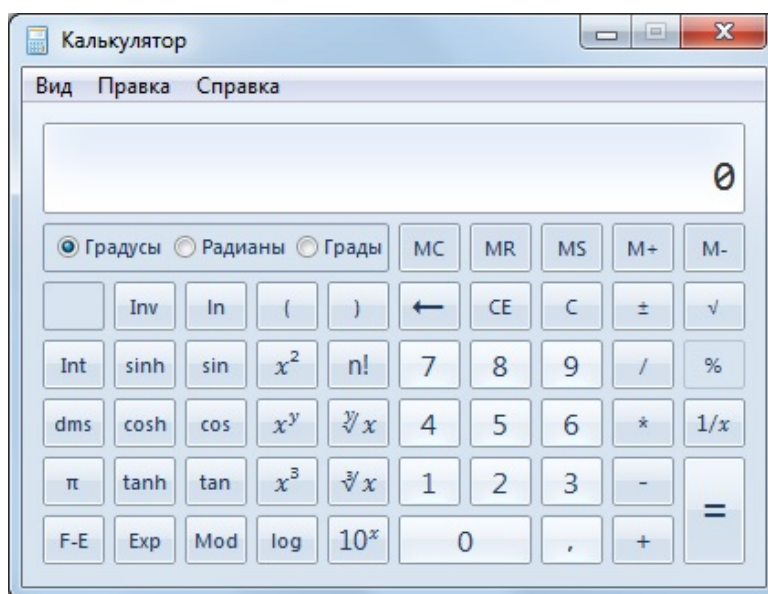 Калькулятор
Вид Правка Справка
0
Градусы Радианы Грады MC MR MS M+ M-
Inv ln ( ) ← CE C ± √
Int sinh sin x² n! 7 8 9 / %
dms cosh cos xʸ ʸ√x 4 5 6 * 1/x
π tanh tan x³ ³√x 1 2 3 - =
F-E Exp Mod log 10ˣ 0 , +